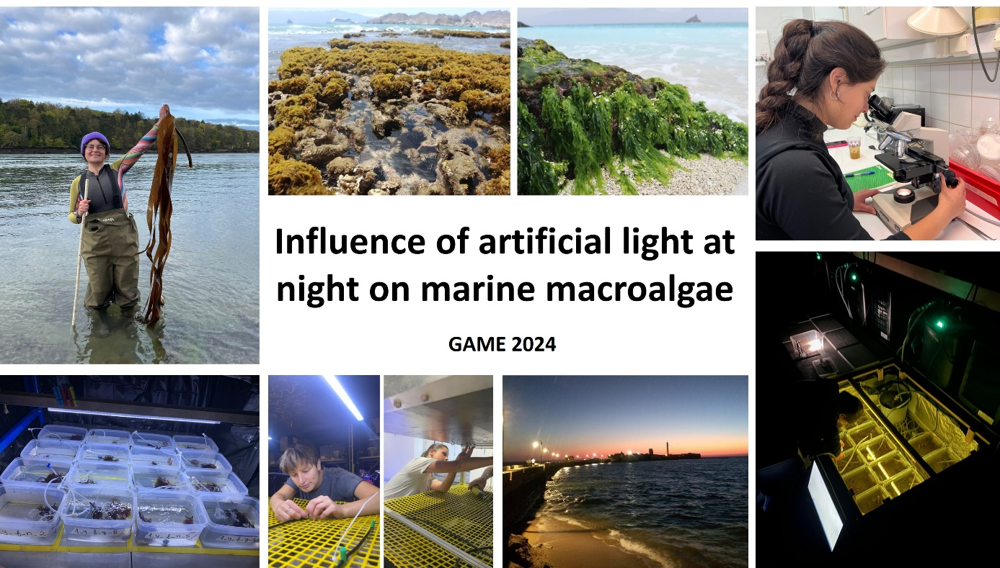 Influence of artificial light at
night on marine macroalgae
GAME 2024